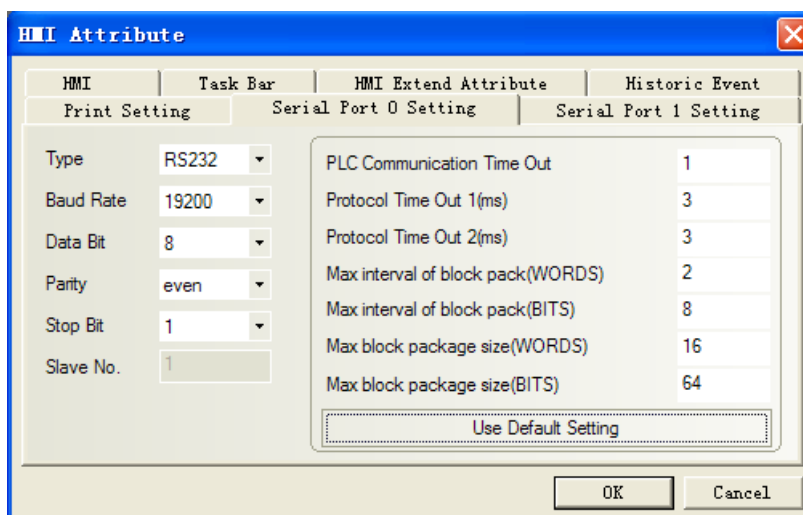 HMI Attribute
HMI
Task Bar
HMI Extend Attribute
Historic Event
Print Setting
Serial Port 0 Setting
Serial Port 1 Setting
Type RS232
Baud Rate 19200
Data Bit 8
Parity even
Stop Bit 1
Slave No. 1
PLC Communication Time Out 1
Protocol Time Out 1(ms) 3
Protocol Time Out 2(ms) 3
Max interval of block pack(WORDS) 2
Max interval of block pack(BITS) 8
Max block package size(WORDS) 16
Max block package size(BITS) 64
Use Default Setting
OK
Cancel